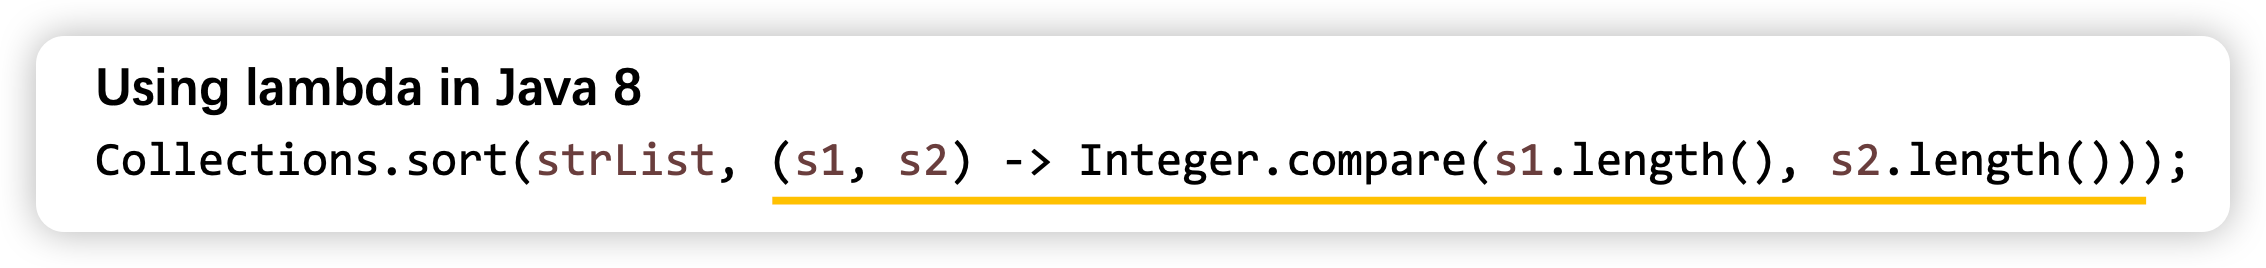 Using lambda in Java 8
Collections.sort(strList, (s1, s2) -> Integer.compare(s1.length(), s2.length()));